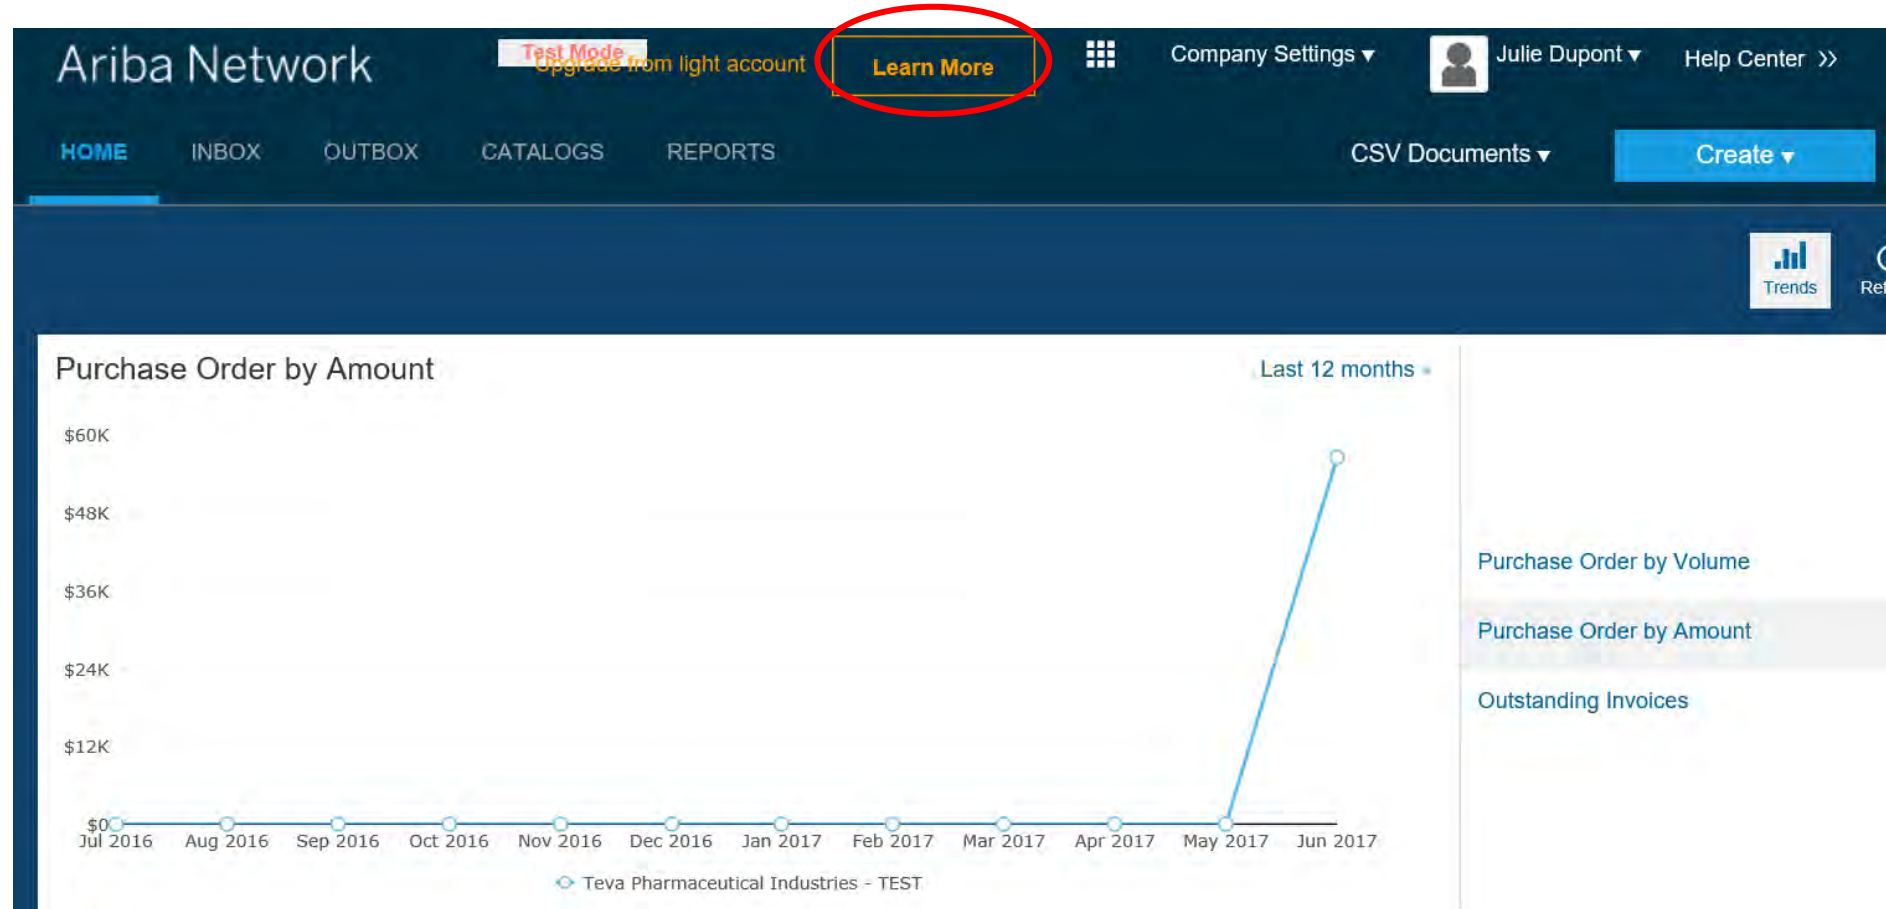 Ariba Network
Test Mode
Upgrade from light account
Learn More
Company Settings
Julie Dupont
Help Center
HOME
INBOX
OUTBOX
CATALOGS
REPORTS
CSV Documents
Create
Trends
Purchase Order by Amount
Last 12 months
$60K
$48K
$36K
$24K
$12K
$0
Jul 2016
Aug 2016
Sep 2016
Oct 2016
Nov 2016
Dec 2016
Jan 2017
Feb 2017
Mar 2017
Apr 2017
May 2017
Jun 2017
Teva Pharmaceutical Industries - TEST
Purchase Order by Volume
Purchase Order by Amount
Outstanding Invoices